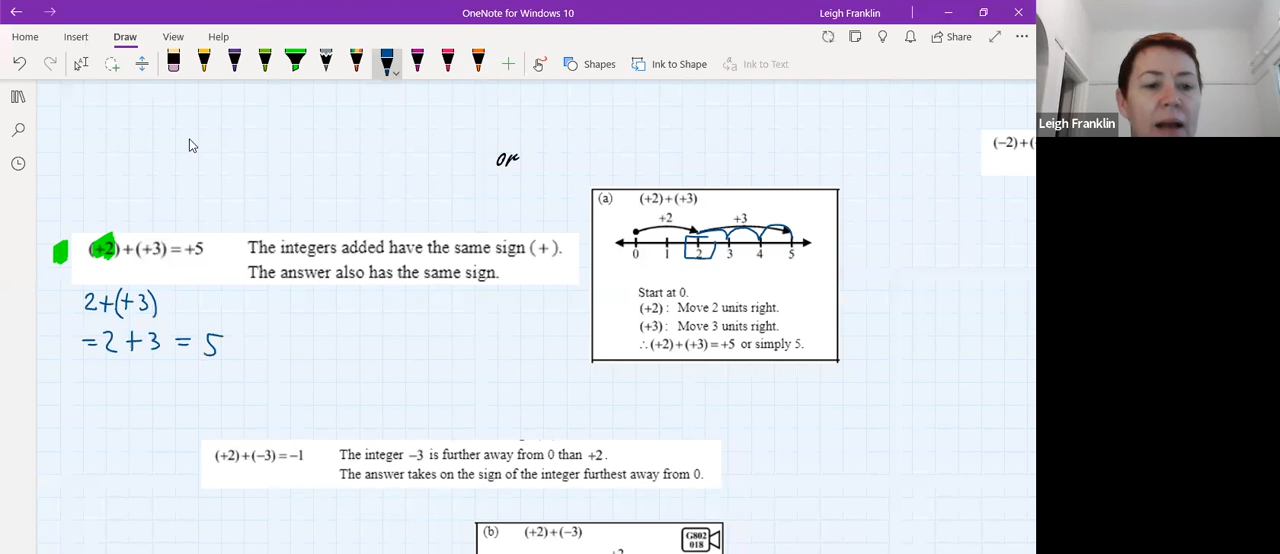 OneNote for Windows 10
Leigh Franklin
Home
Insert
Draw
View
Help
Shapes
Ink to Shape
Ink to Text
Share
Leigh Franklin
or
(−2)+(
(a) (+2)+(+3)
+2 +3
0 1 2 3 4 5
Start at 0.
(+2) : Move 2 units right.
(+3) : Move 3 units right.
∴(+2)+(+3)=+5 or simply 5.
(+2)+(+3)=+5 The integers added have the same sign (+).
The answer also has the same sign.
2+(+3)
=2+3 = 5
(+2)+(−3)=−1 The integer −3 is further away from 0 than +2.
The answer takes on the sign of the integer furthest away from 0.
(b) (+2)+(−3)
G802
018
+2